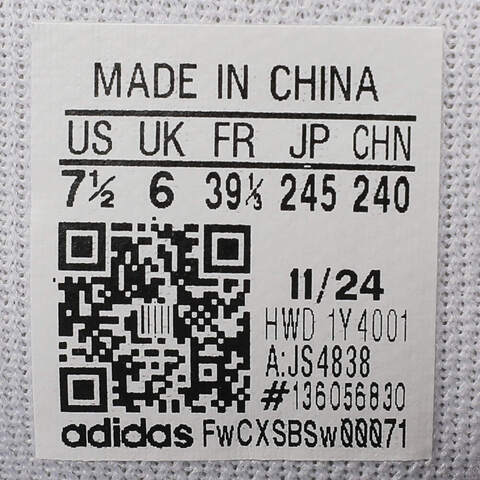 MADE IN CHINA
US UK FR JP CHN
7½ 6 39⅓ 245 240
11/24
HWD 1Y4001
A:JS4838
#136056830
adidas FwCXSBSw00071